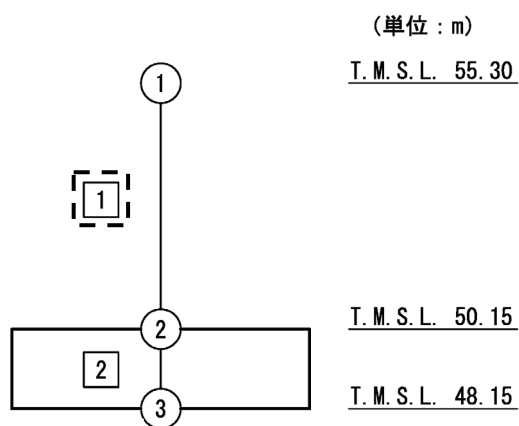 (単位：m)
① T.M.S.L. 55.30
1
② T.M.S.L. 50.15
2
③ T.M.S.L. 48.15